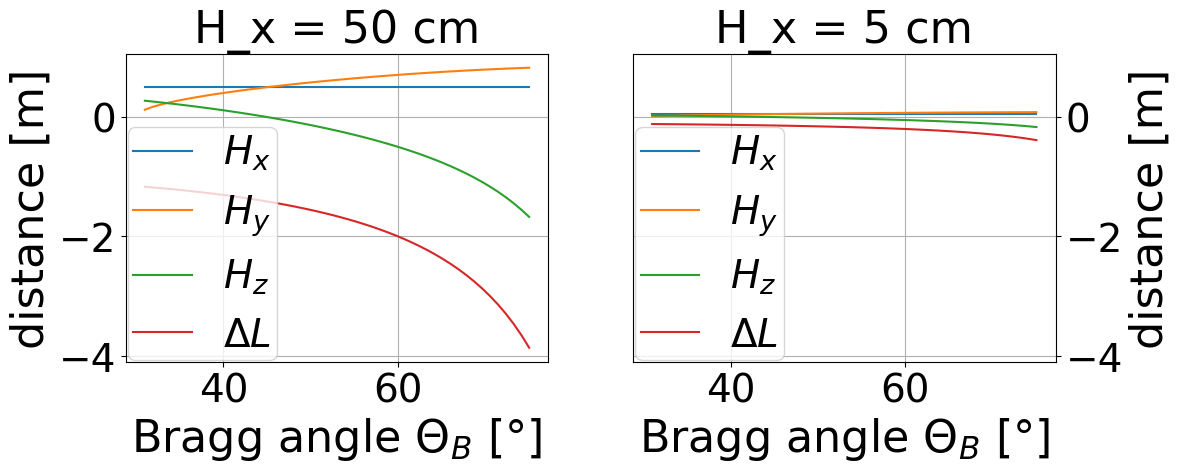 H_x = 50 cm
distance [m]
0
−2
−4
H_x
H_y
H_z
ΔL
40
60
Bragg angle Θ_B [°]
H_x = 5 cm
distance [m]
0
−2
−4
H_x
H_y
H_z
ΔL
40
60
Bragg angle Θ_B [°]